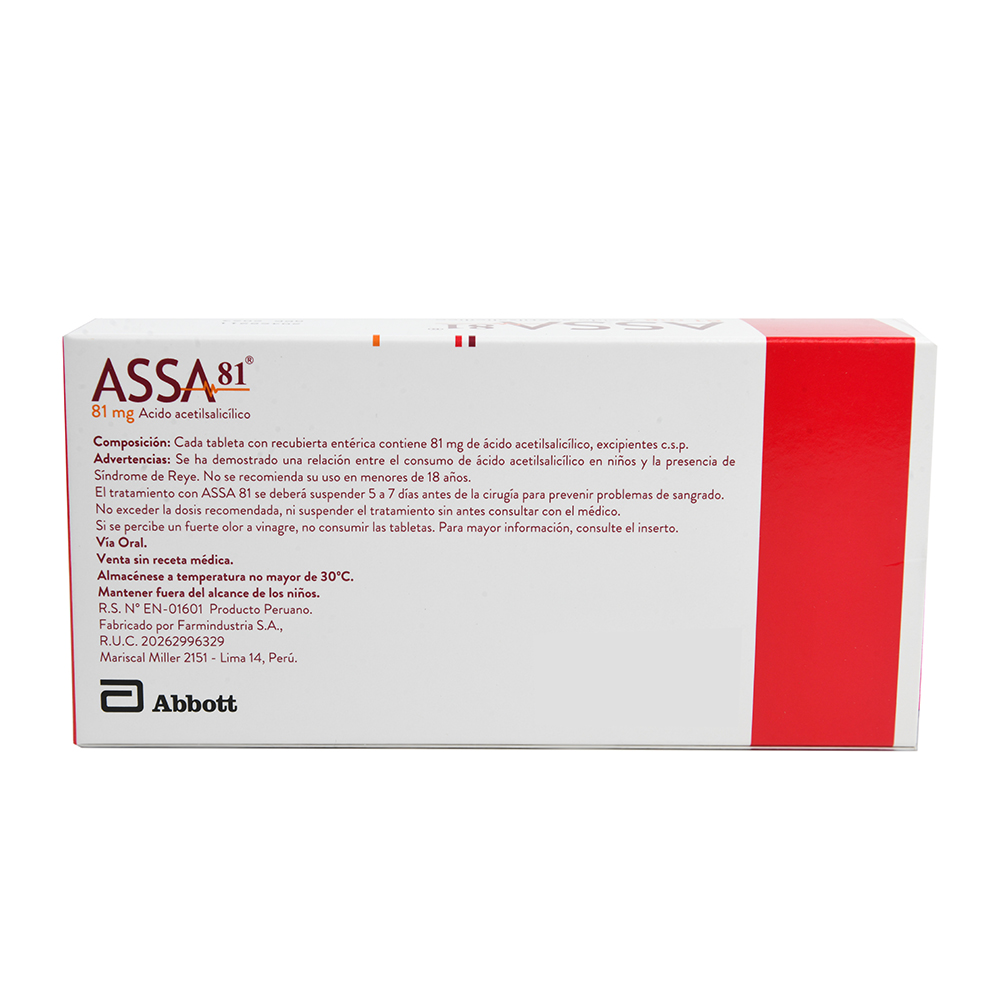 ASSA 81®
81 mg Acido acetilsalicílico
Composición: Cada tableta con recubierta entérica contiene 81 mg de ácido acetilsalicílico, excipientes c.s.p.
Advertencias: Se ha demostrado una relación entre el consumo de ácido acetilsalicílico en niños y la presencia de
Síndrome de Reye. No se recomienda su uso en menores de 18 años.
El tratamiento con ASSA 81 se deberá suspender 5 a 7 días antes de la cirugía para prevenir problemas de sangrado.
No exceder la dosis recomendada, ni suspender el tratamiento sin antes consultar con el médico.
Si se percibe un fuerte olor a vinagre, no consumir las tabletas. Para mayor información, consulte el inserto.
Vía Oral.
Venta sin receta médica.
Almacénese a temperatura no mayor de 30°C.
Mantener fuera del alcance de los niños.
R.S. N° EN-01601 Producto Peruano.
Fabricado por Farmindustria S.A.,
R.U.C. 20262996329
Mariscal Miller 2151 - Lima 14, Perú.
Abbott